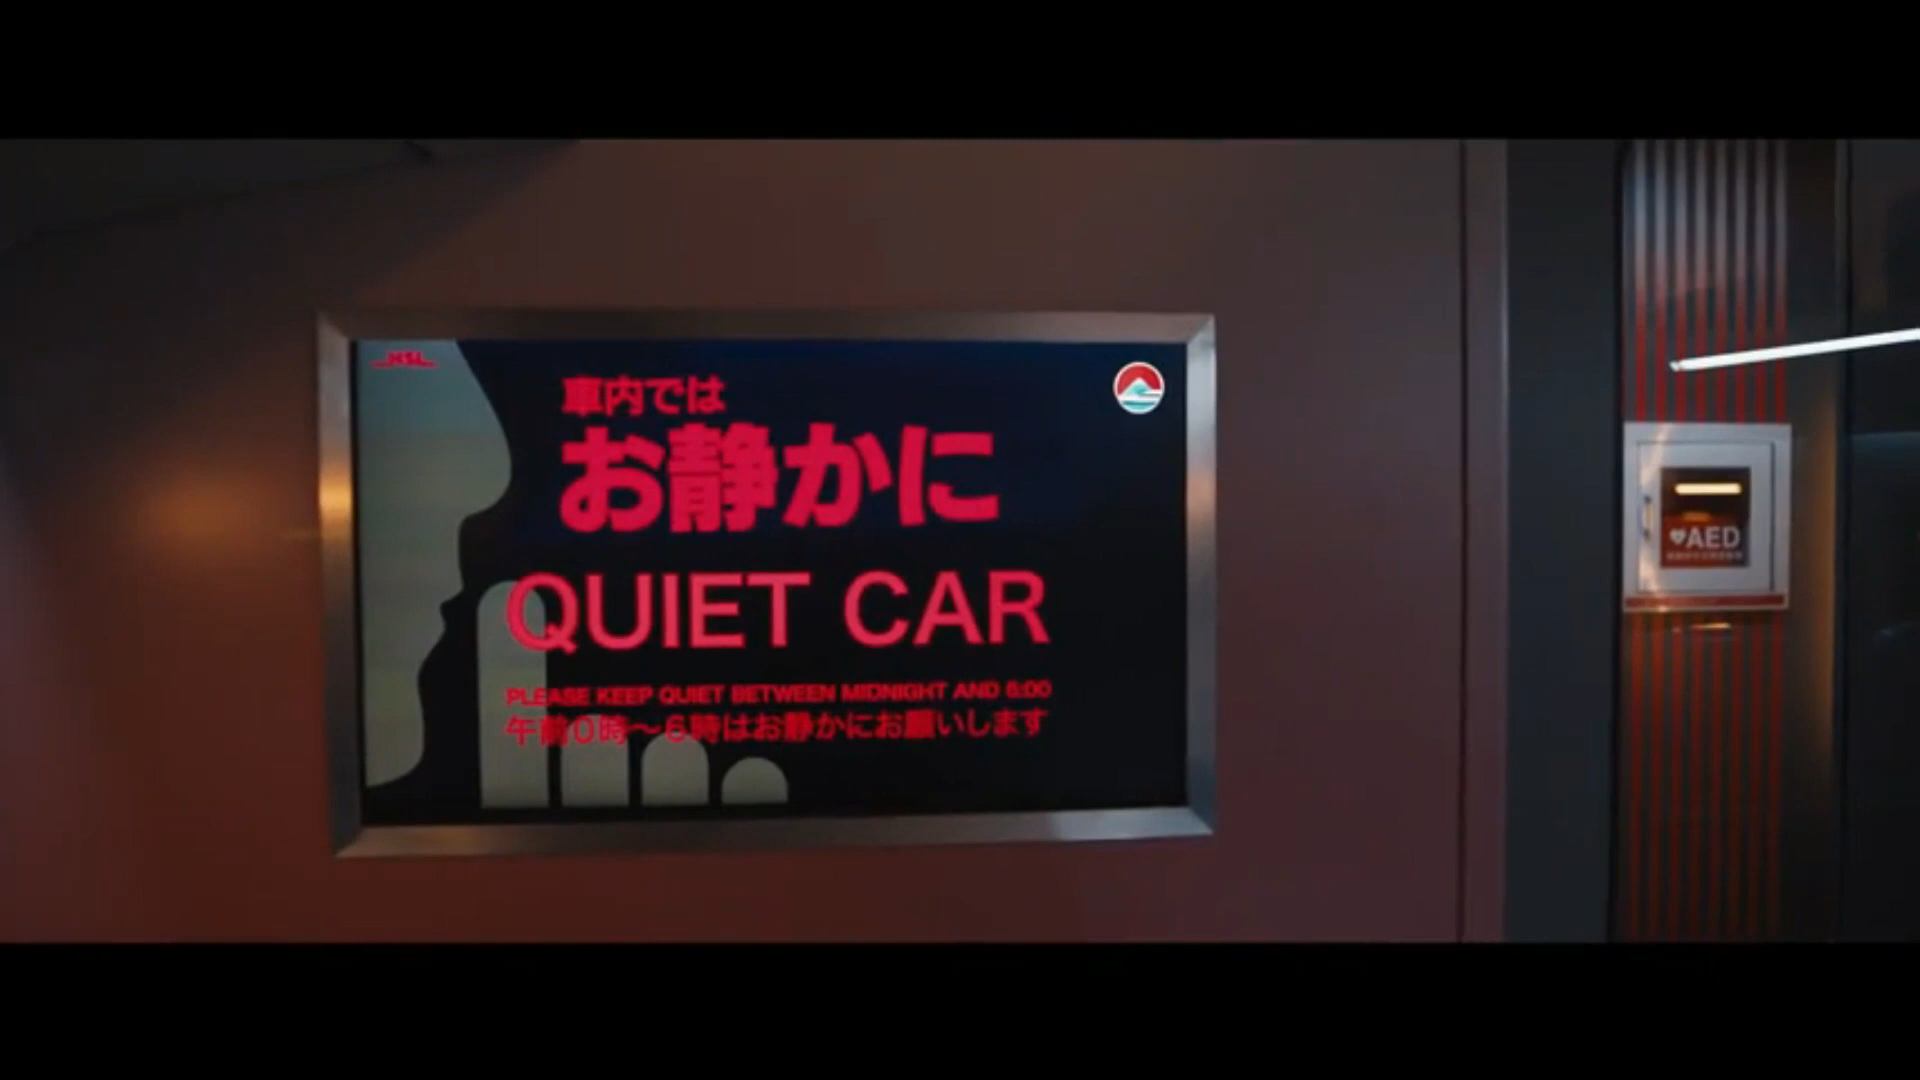 HSL
車内では
お静かに
QUIET CAR
PLEASE KEEP QUIET BETWEEN MIDNIGHT AND 6:00
午前0時～6時はお静かにお願いします
AED